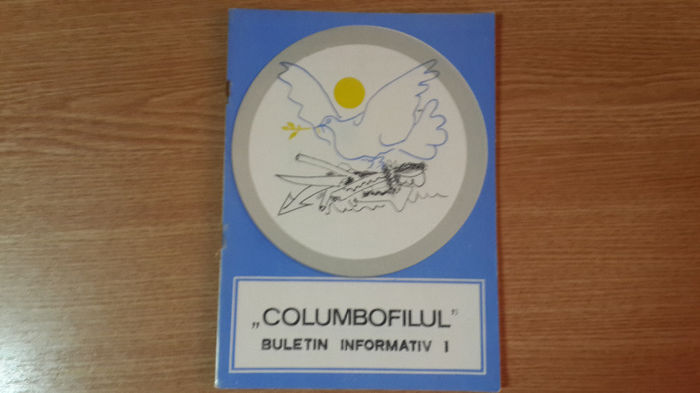 „COLUMBOFILUL”
BULETIN INFORMATIV 1